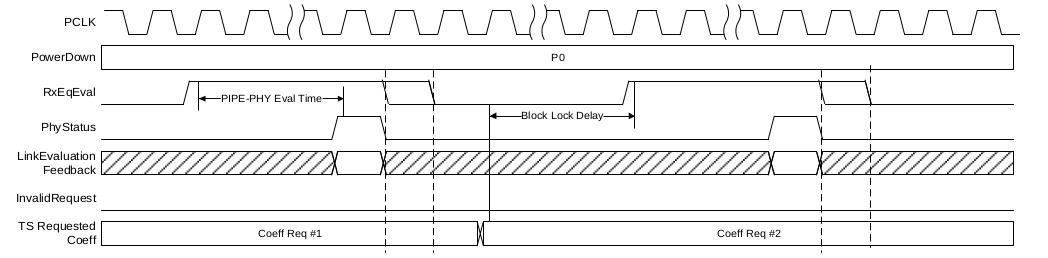 PCLK
PowerDown
P0
RxEqEval
PIPE-PHY Eval Time
Block Lock Delay
PhyStatus
LinkEvaluation
Feedback
InvalidRequest
TS Requested
Coeff
Coeff Req #1
Coeff Req #2